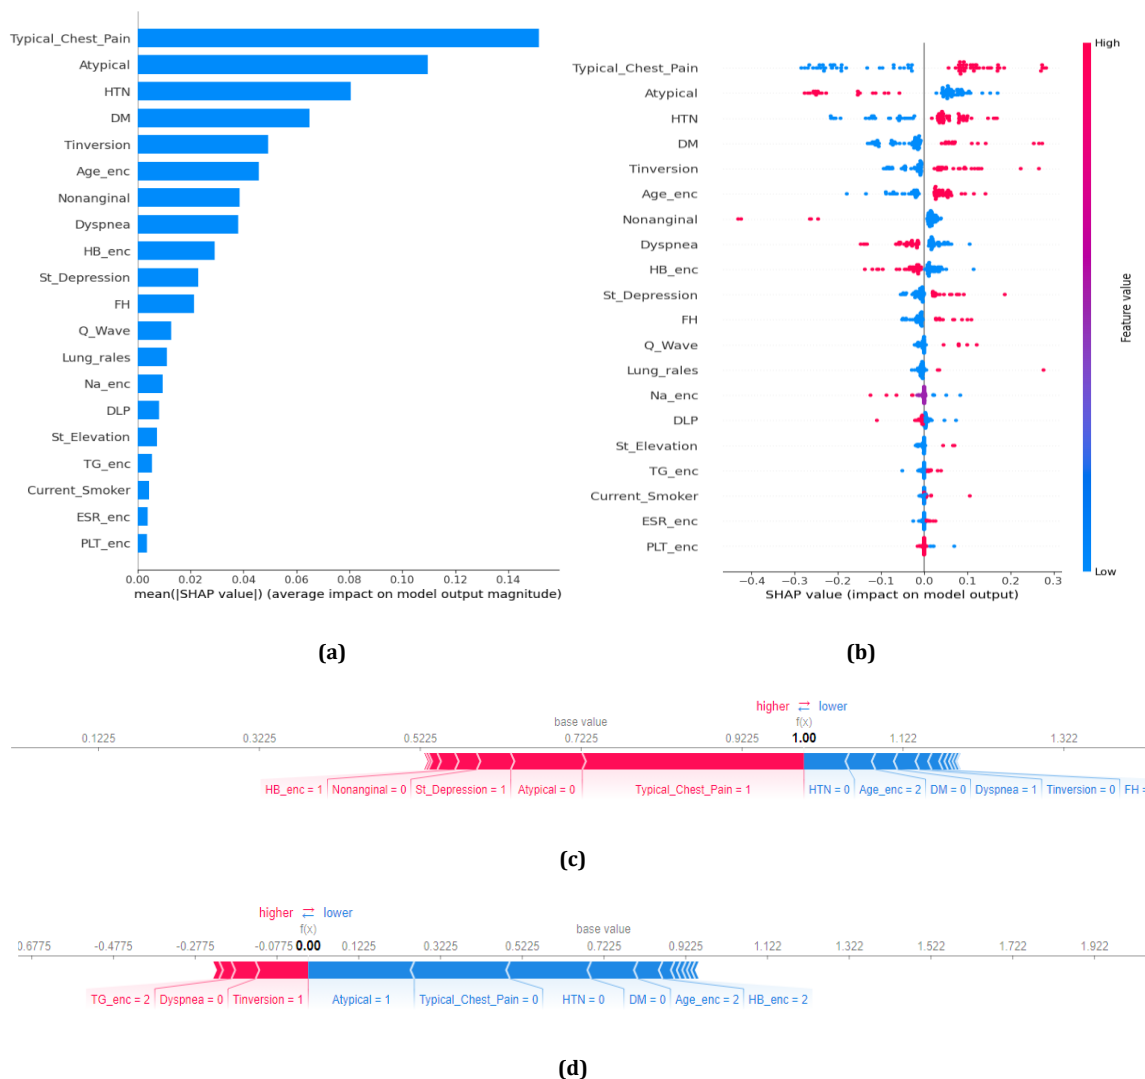 Typical_Chest_Pain
Atypical
HTN
DM
Tinversion
Age_enc
Nonanginal
Dyspnea
HB_enc
St_Depression
FH
Q_Wave
Lung_rales
Na_enc
DLP
St_Elevation
TG_enc
Current_Smoker
ESR_enc
PLT_enc
0.00 0.02 0.04 0.06 0.08 0.10 0.12 0.14
mean(|SHAP value|) (average impact on model output magnitude)
(a)
High
Typical_Chest_Pain
Atypical
HTN
DM
Tinversion
Age_enc
Nonanginal
Dyspnea
HB_enc
St_Depression
FH
Q_Wave
Lung_rales
Na_enc
DLP
St_Elevation
TG_enc
Current_Smoker
ESR_enc
PLT_enc
Feature value
Low
−0.4 −0.3 −0.2 −0.1 0.0 0.1 0.2 0.3
SHAP value (impact on model output)
(b)
higher ⇄ lower
base value f(x)
0.1225 0.3225 0.5225 0.7225 0.9225 1.00 1.122 1.322
HB_enc = 1 Nonanginal = 0 St_Depression = 1 Atypical = 0 Typical_Chest_Pain = 1 HTN = 0 Age_enc = 2 DM = 0 Dyspnea = 1 Tinversion = 0 FH =
(c)
higher ⇄ lower
f(x) base value
0.6775 -0.4775 -0.2775 -0.0775 0.00 0.1225 0.3225 0.5225 0.7225 0.9225 1.122 1.322 1.522 1.722 1.922
TG_enc = 2 Dyspnea = 0 Tinversion = 1 Atypical = 1 Typical_Chest_Pain = 0 HTN = 0 DM = 0 Age_enc = 2 HB_enc = 2
(d)